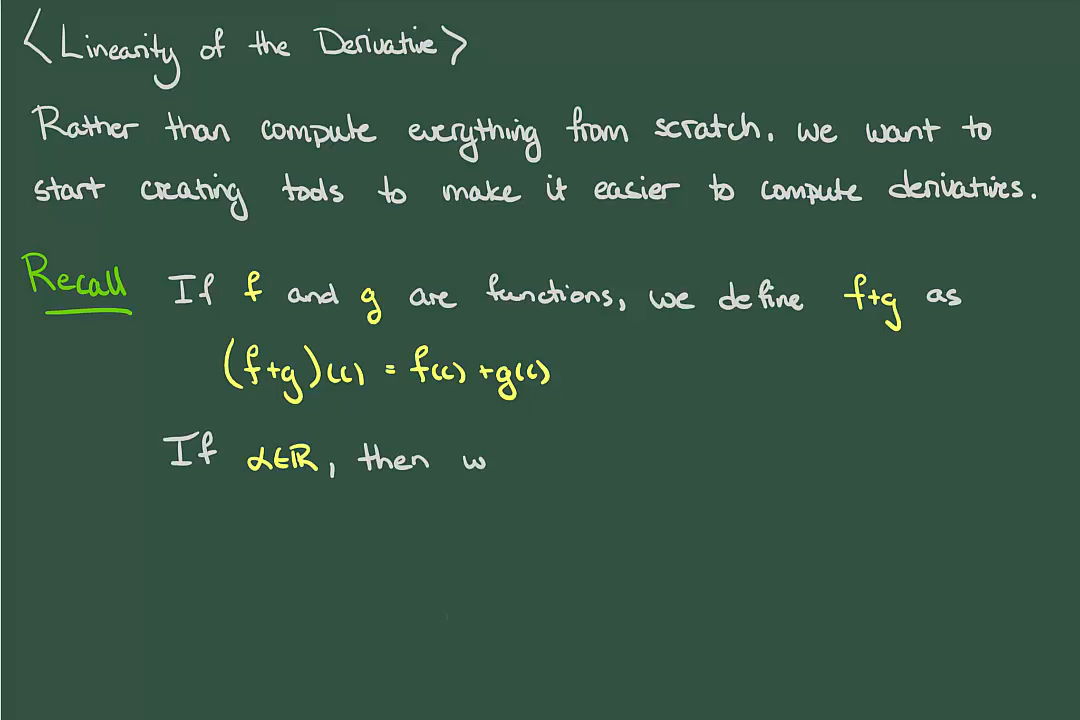 <Linearity of the Derivative>
Rather than compute everything from scratch. we want to
start creating tools to make it easier to compute derivatives.
Recall If f and g are functions, we define f+g as
(f+g)(c) = f(c) + g(c)
If α∈ℝ, then w